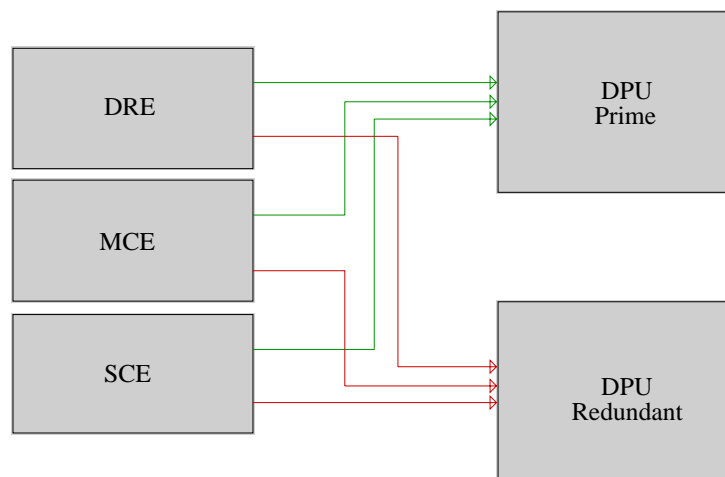 DRE
MCE
SCE
DPU
Prime
DPU
Redundant